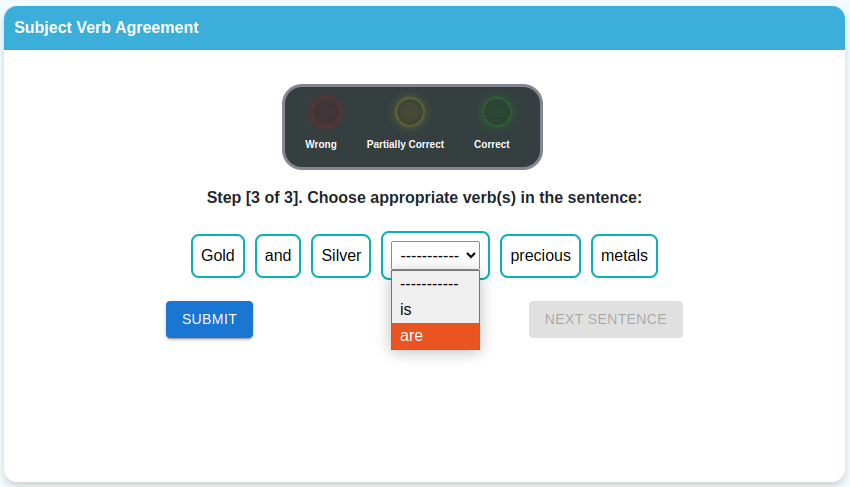 Subject Verb Agreement
Wrong Partially Correct Correct
Step [3 of 3]. Choose appropriate verb(s) in the sentence:
Gold and Silver ----------- precious metals
-----------
is
are
SUBMIT NEXT SENTENCE